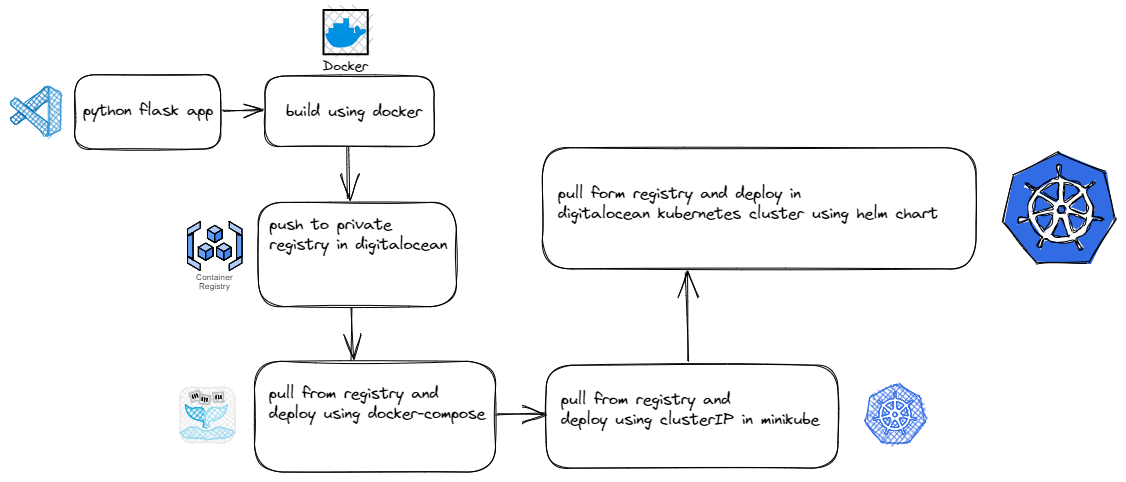 Docker
python flask app
build using docker
push to private
registry in digitalocean
Container
Registry
pull from registry and
deploy using docker-compose
pull from registry and
deploy using clusterIP in minikube
pull form registry and deploy in
digitalocean kubernetes cluster using helm chart